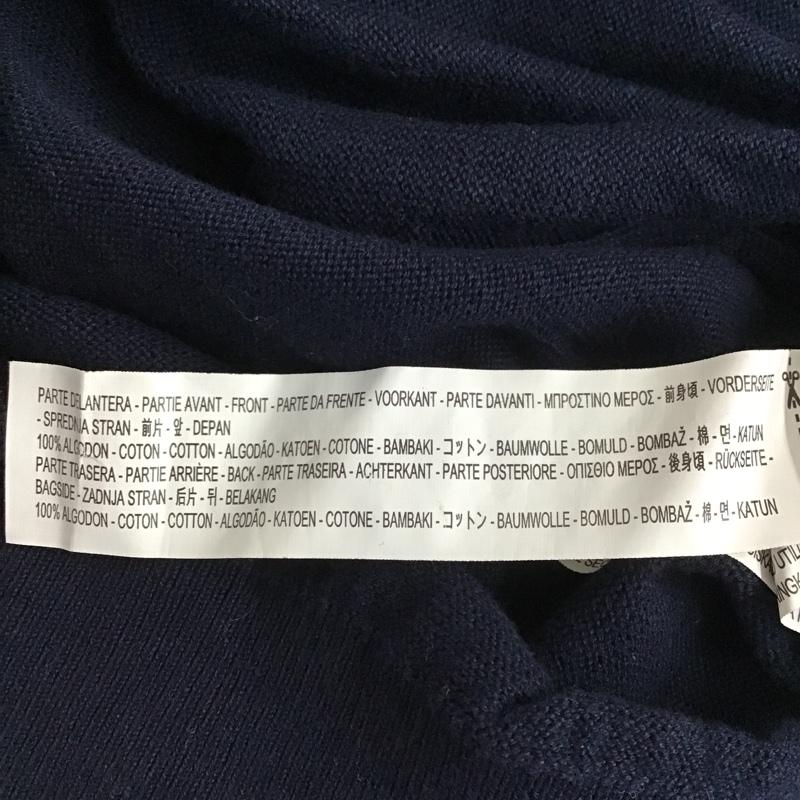 PARTE DELANTERA - PARTIE AVANT - FRONT - PARTE DA FRENTE - VOORKANT - PARTE DAVANTI - ΜΠΡΟΣΤΙΝΟ ΜΕΡΟΣ - 前身頃 - VORDERSEITE
- SPREDNJA STRAN - 前片 - 앞 - DEPAN
100% ALGODON - COTON - COTTON - ALGODÃO - KATOEN - COTONE - BAMBAKI - コットン - BAUMWOLLE - BOMULD - BOMBAŽ - 棉 - 면 - KATUN
PARTE TRASERA - PARTIE ARRIÈRE - BACK - PARTE TRASEIRA - ACHTERKANT - PARTE POSTERIORE - ΟΠΙΣΘΙΟ ΜΕΡΟΣ - 後身頃 - RÜCKSEITE -
BAGSIDE - ZADNJA STRAN - 后片 - 뒤 - BELAKANG
100% ALGODON - COTON - COTTON - ALGODÃO - KATOEN - COTONE - BAMBAKI - コットン - BAUMWOLLE - BOMULD - BOMBAŽ - 棉 - 면 - KATUN